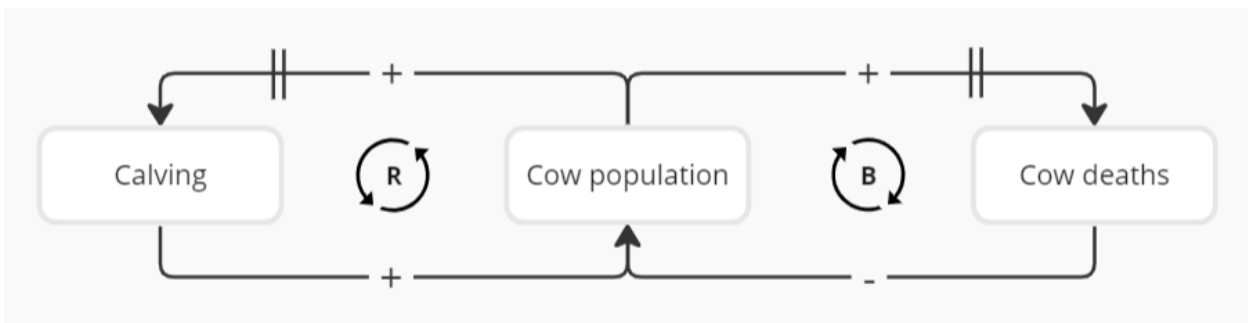 + +
Calving R Cow population B Cow deaths
+ -